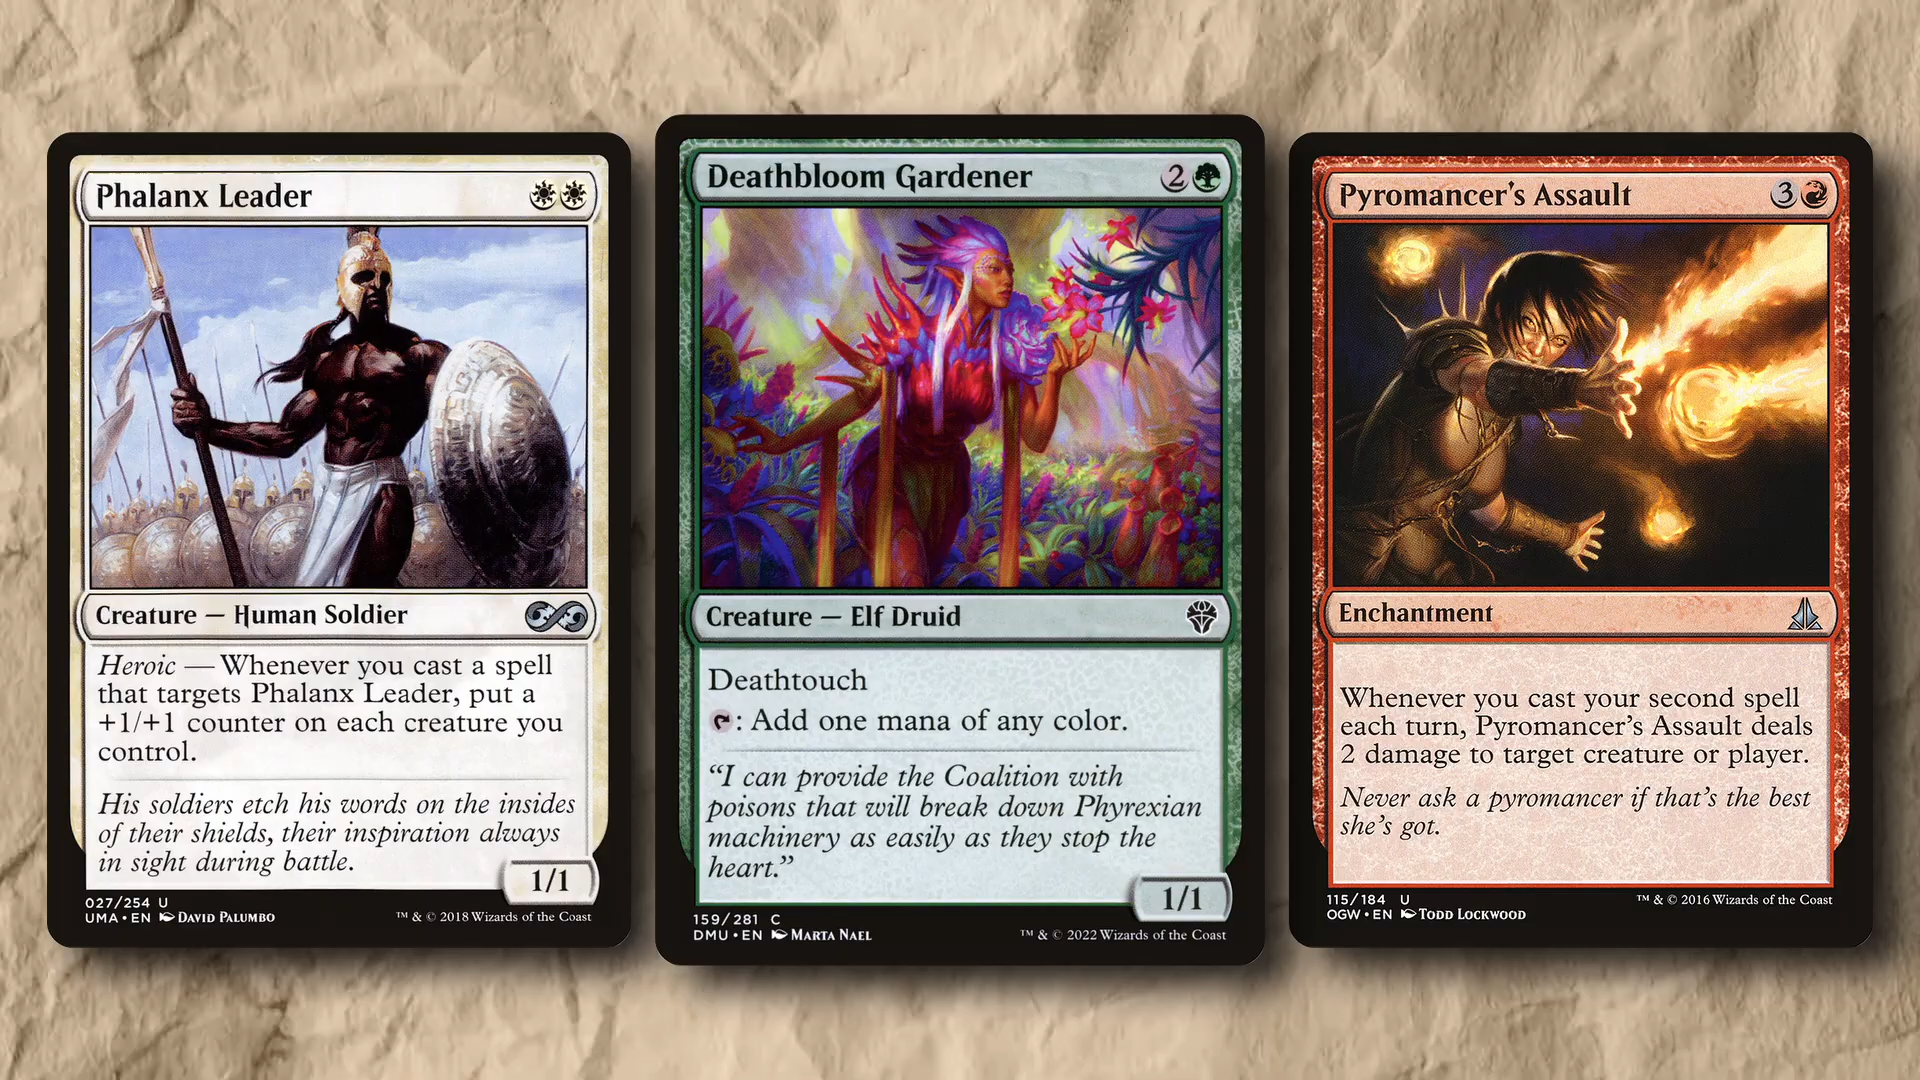 Phalanx Leader
Creature — Human Soldier
Heroic — Whenever you cast a spell
that targets Phalanx Leader, put a
+1/+1 counter on each creature you
control.
His soldiers etch his words on the insides
of their shields, their inspiration always
in sight during battle.
1/1
027/254 U
UMA • EN DAVID PALUMBO
™ & © 2018 Wizards of the Coast
Deathbloom Gardener
2
Creature — Elf Druid
Deathtouch
: Add one mana of any color.
“I can provide the Coalition with
poisons that will break down Phyrexian
machinery as easily as they stop the
heart.”
1/1
159/281 C
DMU • EN MARTA NAEL
™ & © 2022 Wizards of the Coast
Pyromancer's Assault
3
Enchantment
Whenever you cast your second spell
each turn, Pyromancer’s Assault deals
2 damage to target creature or player.
Never ask a pyromancer if that’s the best
she’s got.
115/184 U
OGW • EN TODD LOCKWOOD
™ & © 2016 Wizards of the Coast